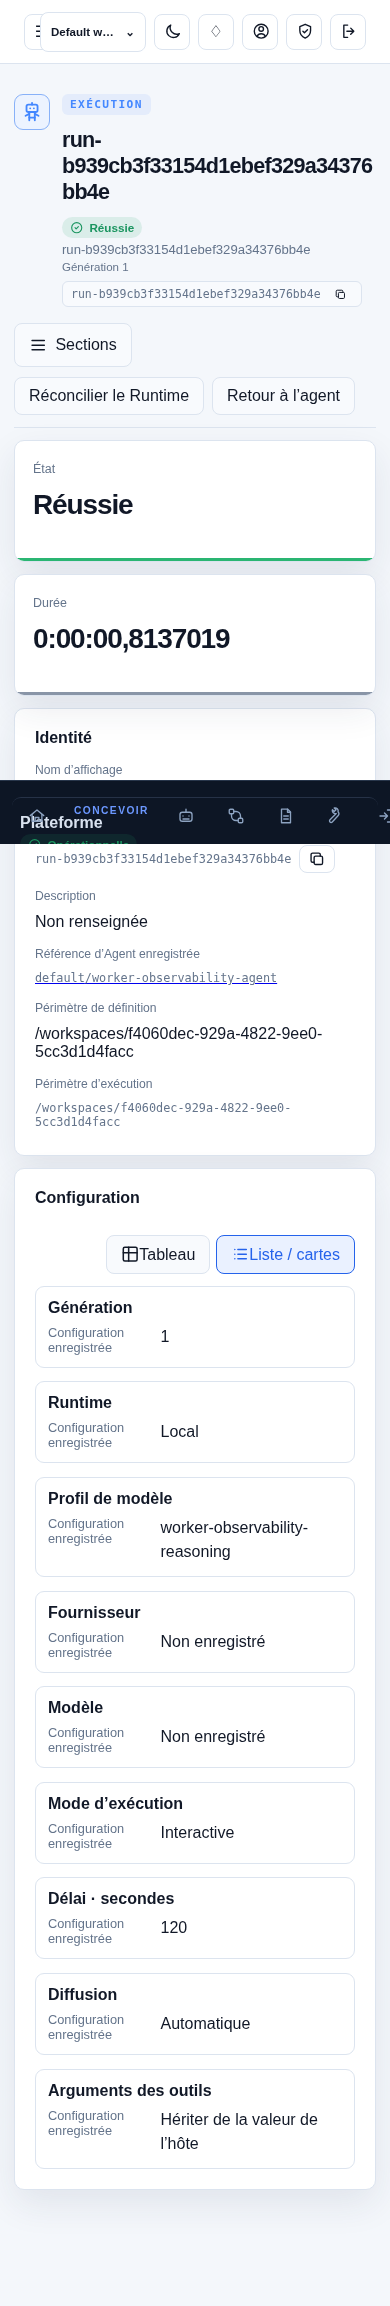 Default w...
EXÉCUTION
run-
b939cb3f33154d1ebef329a34376
bb4e
Réussie
run-b939cb3f33154d1ebef329a34376bb4e
Génération 1
run-b939cb3f33154d1ebef329a34376bb4e
Sections
Réconcilier le Runtime
Retour à l’agent
État
Réussie
Durée
0:00:00,8137019
Identité
Nom d’affichage
CONCEVOIR
Plateforme
Opérationnelle
run-b939cb3f33154d1ebef329a34376bb4e
Description
Non renseignée
Référence d’Agent enregistrée
default/worker-observability-agent
Périmètre de définition
/workspaces/f4060dec-929a-4822-9ee0-
5cc3d1d4facc
Périmètre d’exécution
/workspaces/f4060dec-929a-4822-9ee0-
5cc3d1d4facc
Configuration
Tableau
Liste / cartes
Génération
Configuration
enregistrée
1
Runtime
Configuration
enregistrée
Local
Profil de modèle
Configuration
enregistrée
worker-observability-
reasoning
Fournisseur
Configuration
enregistrée
Non enregistré
Modèle
Configuration
enregistrée
Non enregistré
Mode d’exécution
Configuration
enregistrée
Interactive
Délai · secondes
Configuration
enregistrée
120
Diffusion
Configuration
enregistrée
Automatique
Arguments des outils
Configuration
enregistrée
Hériter de la valeur de
l’hôte